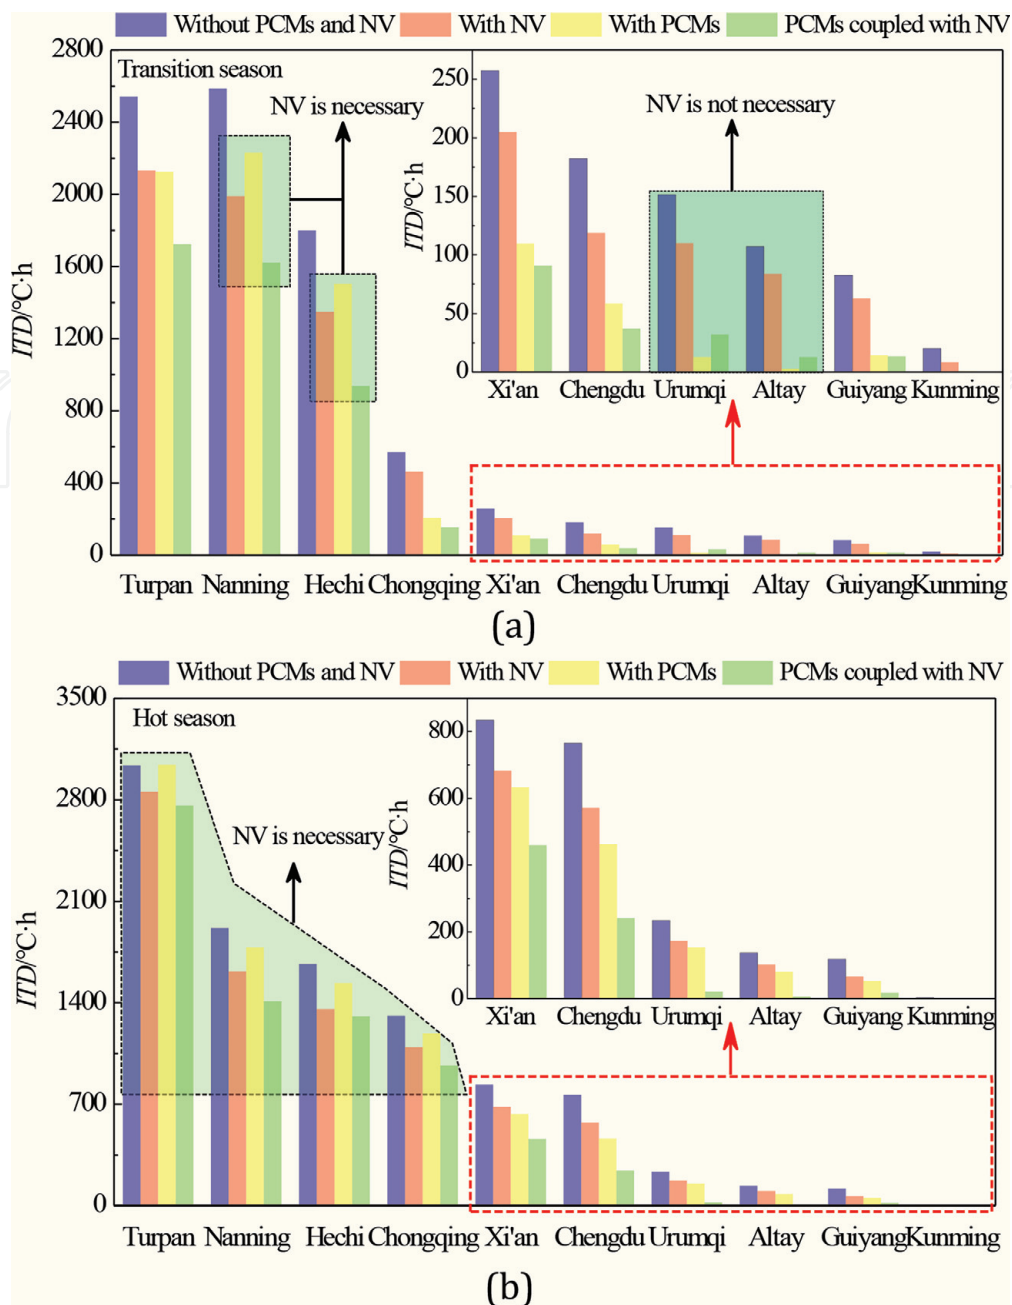 Without PCMs and NV With NV With PCMs PCMs coupled with NV
2800
2400
2000
1600
1200
800
400
0
ITD/°C·h
Transition season
NV is necessary
250
200
150
100
50
0
ITD/°C·h
NV is not necessary
Xi'an Chengdu Urumqi Altay Guiyang Kunming
Turpan Nanning Hechi Chongqing Xi'an Chengdu Urumqi Altay Guiyang Kunming
(a)
Without PCMs and NV With NV With PCMs PCMs coupled with NV
3500
2800
2100
1400
700
0
ITD/°C·h
Hot season
NV is necessary
800
600
400
200
0
ITD/°C·h
Xi'an Chengdu Urumqi Altay Guiyang Kunming
Turpan Nanning Hechi Chongqing Xi'an Chengdu Urumqi Altay Guiyang Kunming
(b)